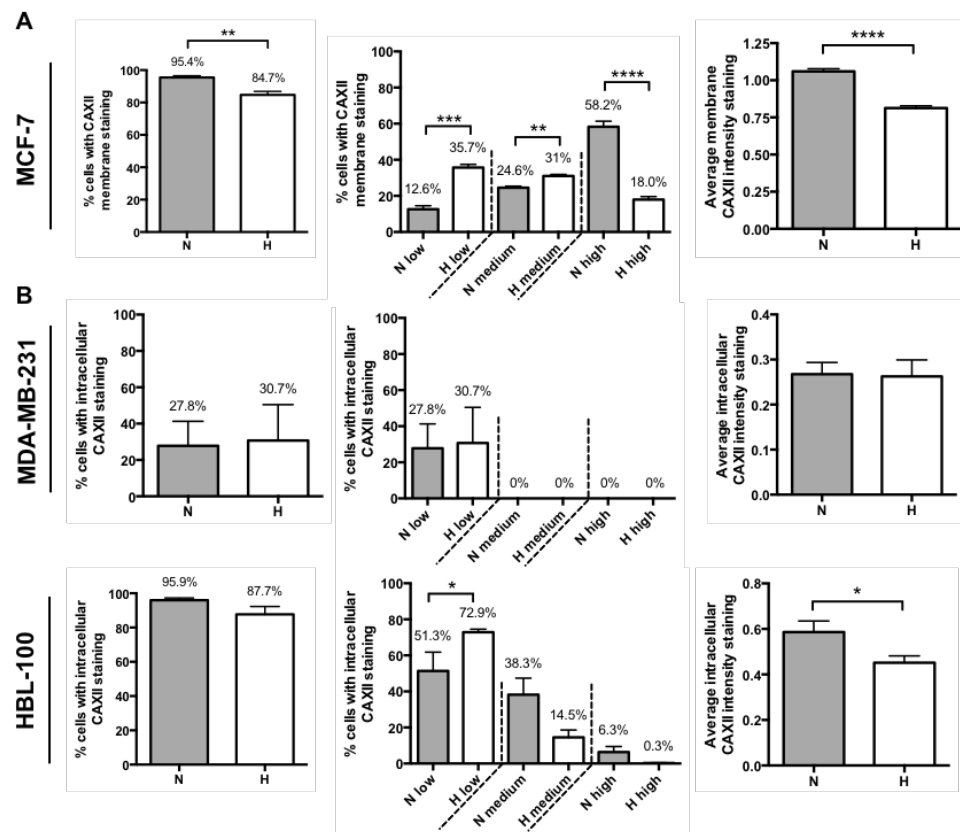 A
MCF-7
% cells with CAXII
membrane staining
100
80
60
40
20
0
**
95.4%
84.7%
N
H
% cells with CAXII
membrane staining
100
80
60
40
20
0
***
**
****
12.6%
35.7%
24.6%
31%
58.2%
18.0%
N low
H low
N medium
H medium
N high
H high
Average membrane
CAXII intensity staining
1.25
1.00
0.75
0.50
0.25
0.00
****
N
H
B
MDA-MB-231
% cells with intracellular
CAXII staining
100
80
60
40
20
0
27.8%
30.7%
N
H
% cells with intracellular
CAXII staining
100
80
60
40
20
0
27.8%
30.7%
0%
0%
0%
0%
N low
H low
N medium
H medium
N high
H high
Average intracellular
CAXII intensity staining
0.4
0.3
0.2
0.1
0.0
N
H
HBL-100
% cells with intracellular
CAXII staining
100
80
60
40
20
0
95.9%
87.7%
N
H
% cells with intracellular
CAXII staining
100
80
60
40
20
0
*
51.3%
72.9%
38.3%
14.5%
6.3%
0.3%
N low
H low
N medium
H medium
N high
H high
Average intracellular
CAXII intensity staining
0.8
0.6
0.4
0.2
0.0
*
N
H